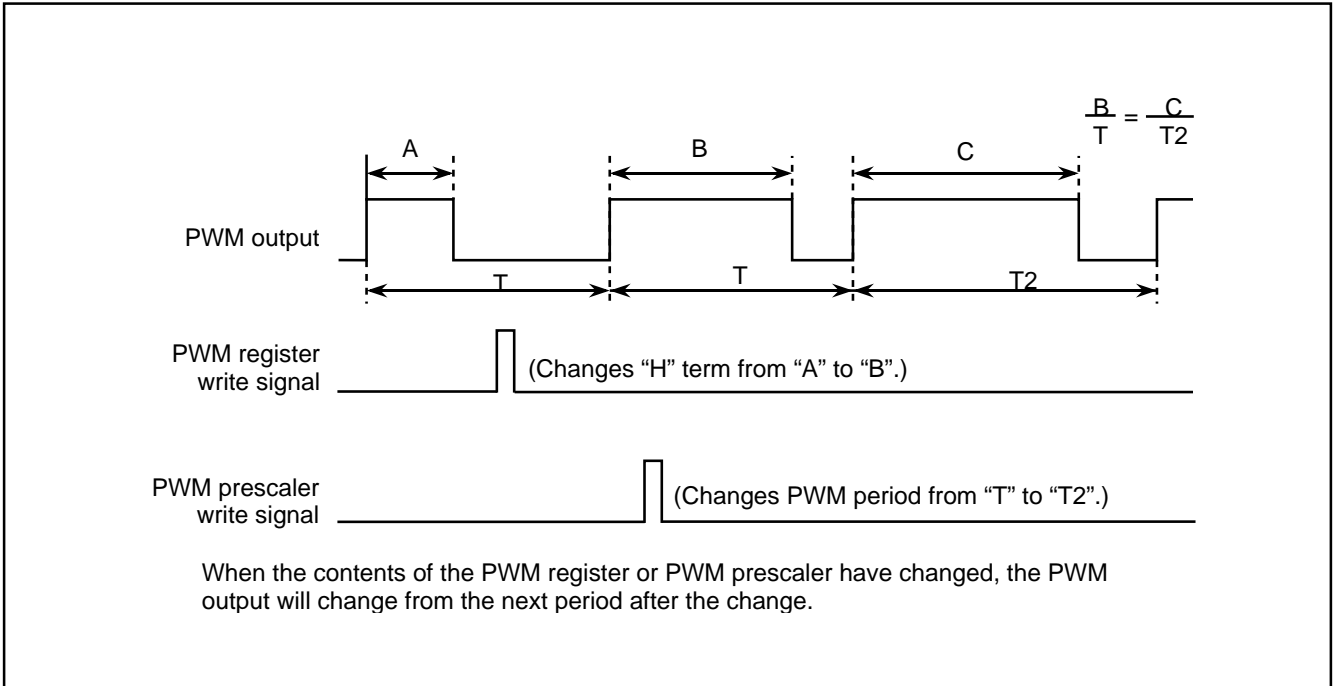 B = C
T T2
A B C
PWM output
T T T2
PWM register
write signal
(Changes “H” term from “A” to “B”.)
PWM prescaler
write signal
(Changes PWM period from “T” to “T2”.)
When the contents of the PWM register or PWM prescaler have changed, the PWM
output will change from the next period after the change.